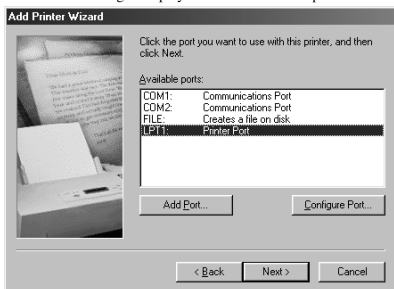 Add Printer Wizard
Click the port you want to use with this printer, and then
click Next.
Available ports:
COM1: Communications Port
COM2: Communications Port
FILE: Creates a file on disk
LPT1: Printer Port
Add Port...
Configure Port...
< Back
Next >
Cancel